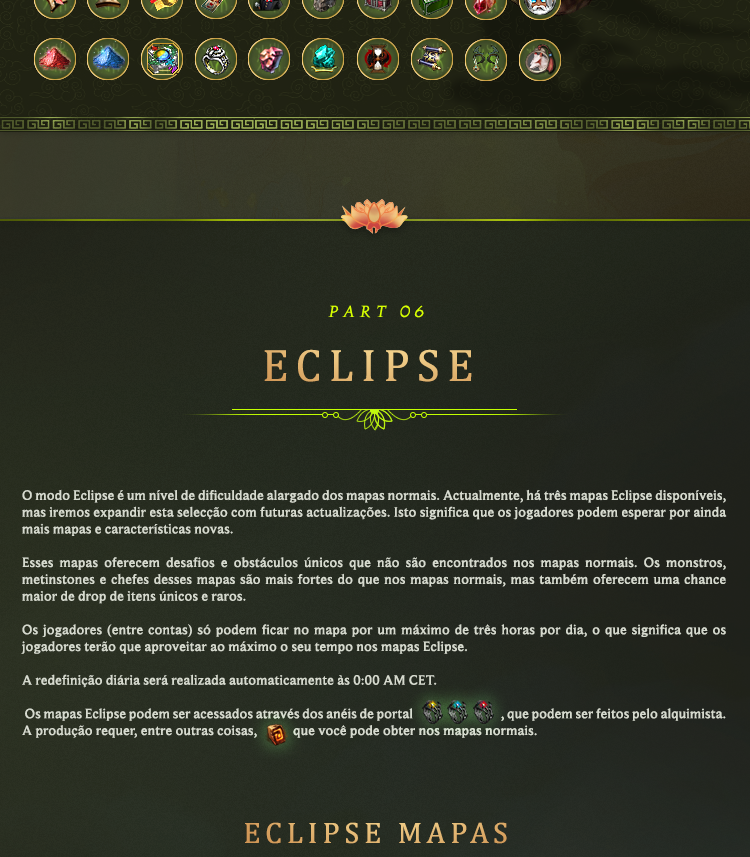 PART 06
ECLIPSE
O modo Eclipse é um nível de dificuldade alargado dos mapas normais. Actualmente, há três mapas Eclipse disponíveis,
mas iremos expandir esta selecção com futuras actualizações. Isto significa que os jogadores podem esperar por ainda
mais mapas e características novas.
Esses mapas oferecem desafios e obstáculos únicos que não são encontrados nos mapas normais. Os monstros,
metinstones e chefes desses mapas são mais fortes do que nos mapas normais, mas também oferecem uma chance
maior de drop de itens únicos e raros.
Os jogadores (entre contas) só podem ficar no mapa por um máximo de três horas por dia, o que significa que os
jogadores terão que aproveitar ao máximo o seu tempo nos mapas Eclipse.
A redefinição diária será realizada automaticamente às 0:00 AM CET.
Os mapas Eclipse podem ser acessados através dos anéis de portal , que podem ser feitos pelo alquimista.
A produção requer, entre outras coisas, que você pode obter nos mapas normais.
ECLIPSE MAPAS